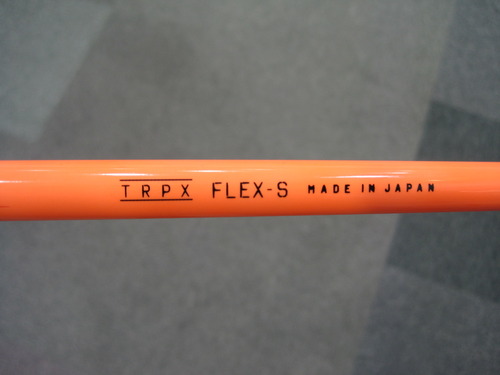 TRPX FLEX-S MADE IN JAPAN